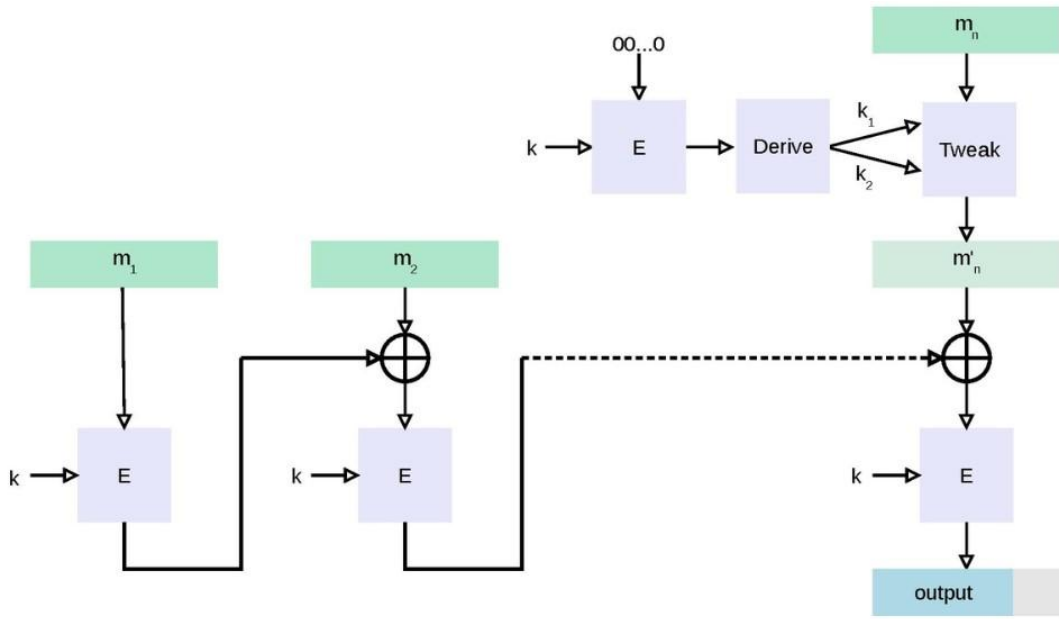 m_n
00...0
k
E
Derive
k_1
k_2
Tweak
m_1
m_2
m'_n
k
E
k
E
k
E
output